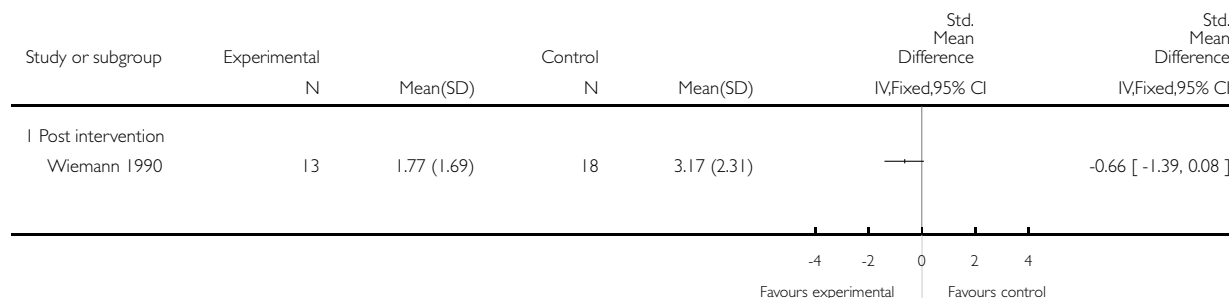 Std. Mean Difference Std. Mean Difference
Study or subgroup Experimental Control
N Mean(SD) N Mean(SD) IV,Fixed,95% CI IV,Fixed,95% CI
1 Post intervention
Wiemann 1990 13 1.77 (1.69) 18 3.17 (2.31) -0.66 [ -1.39, 0.08 ]
-4 -2 0 2 4
Favours experimental Favours control